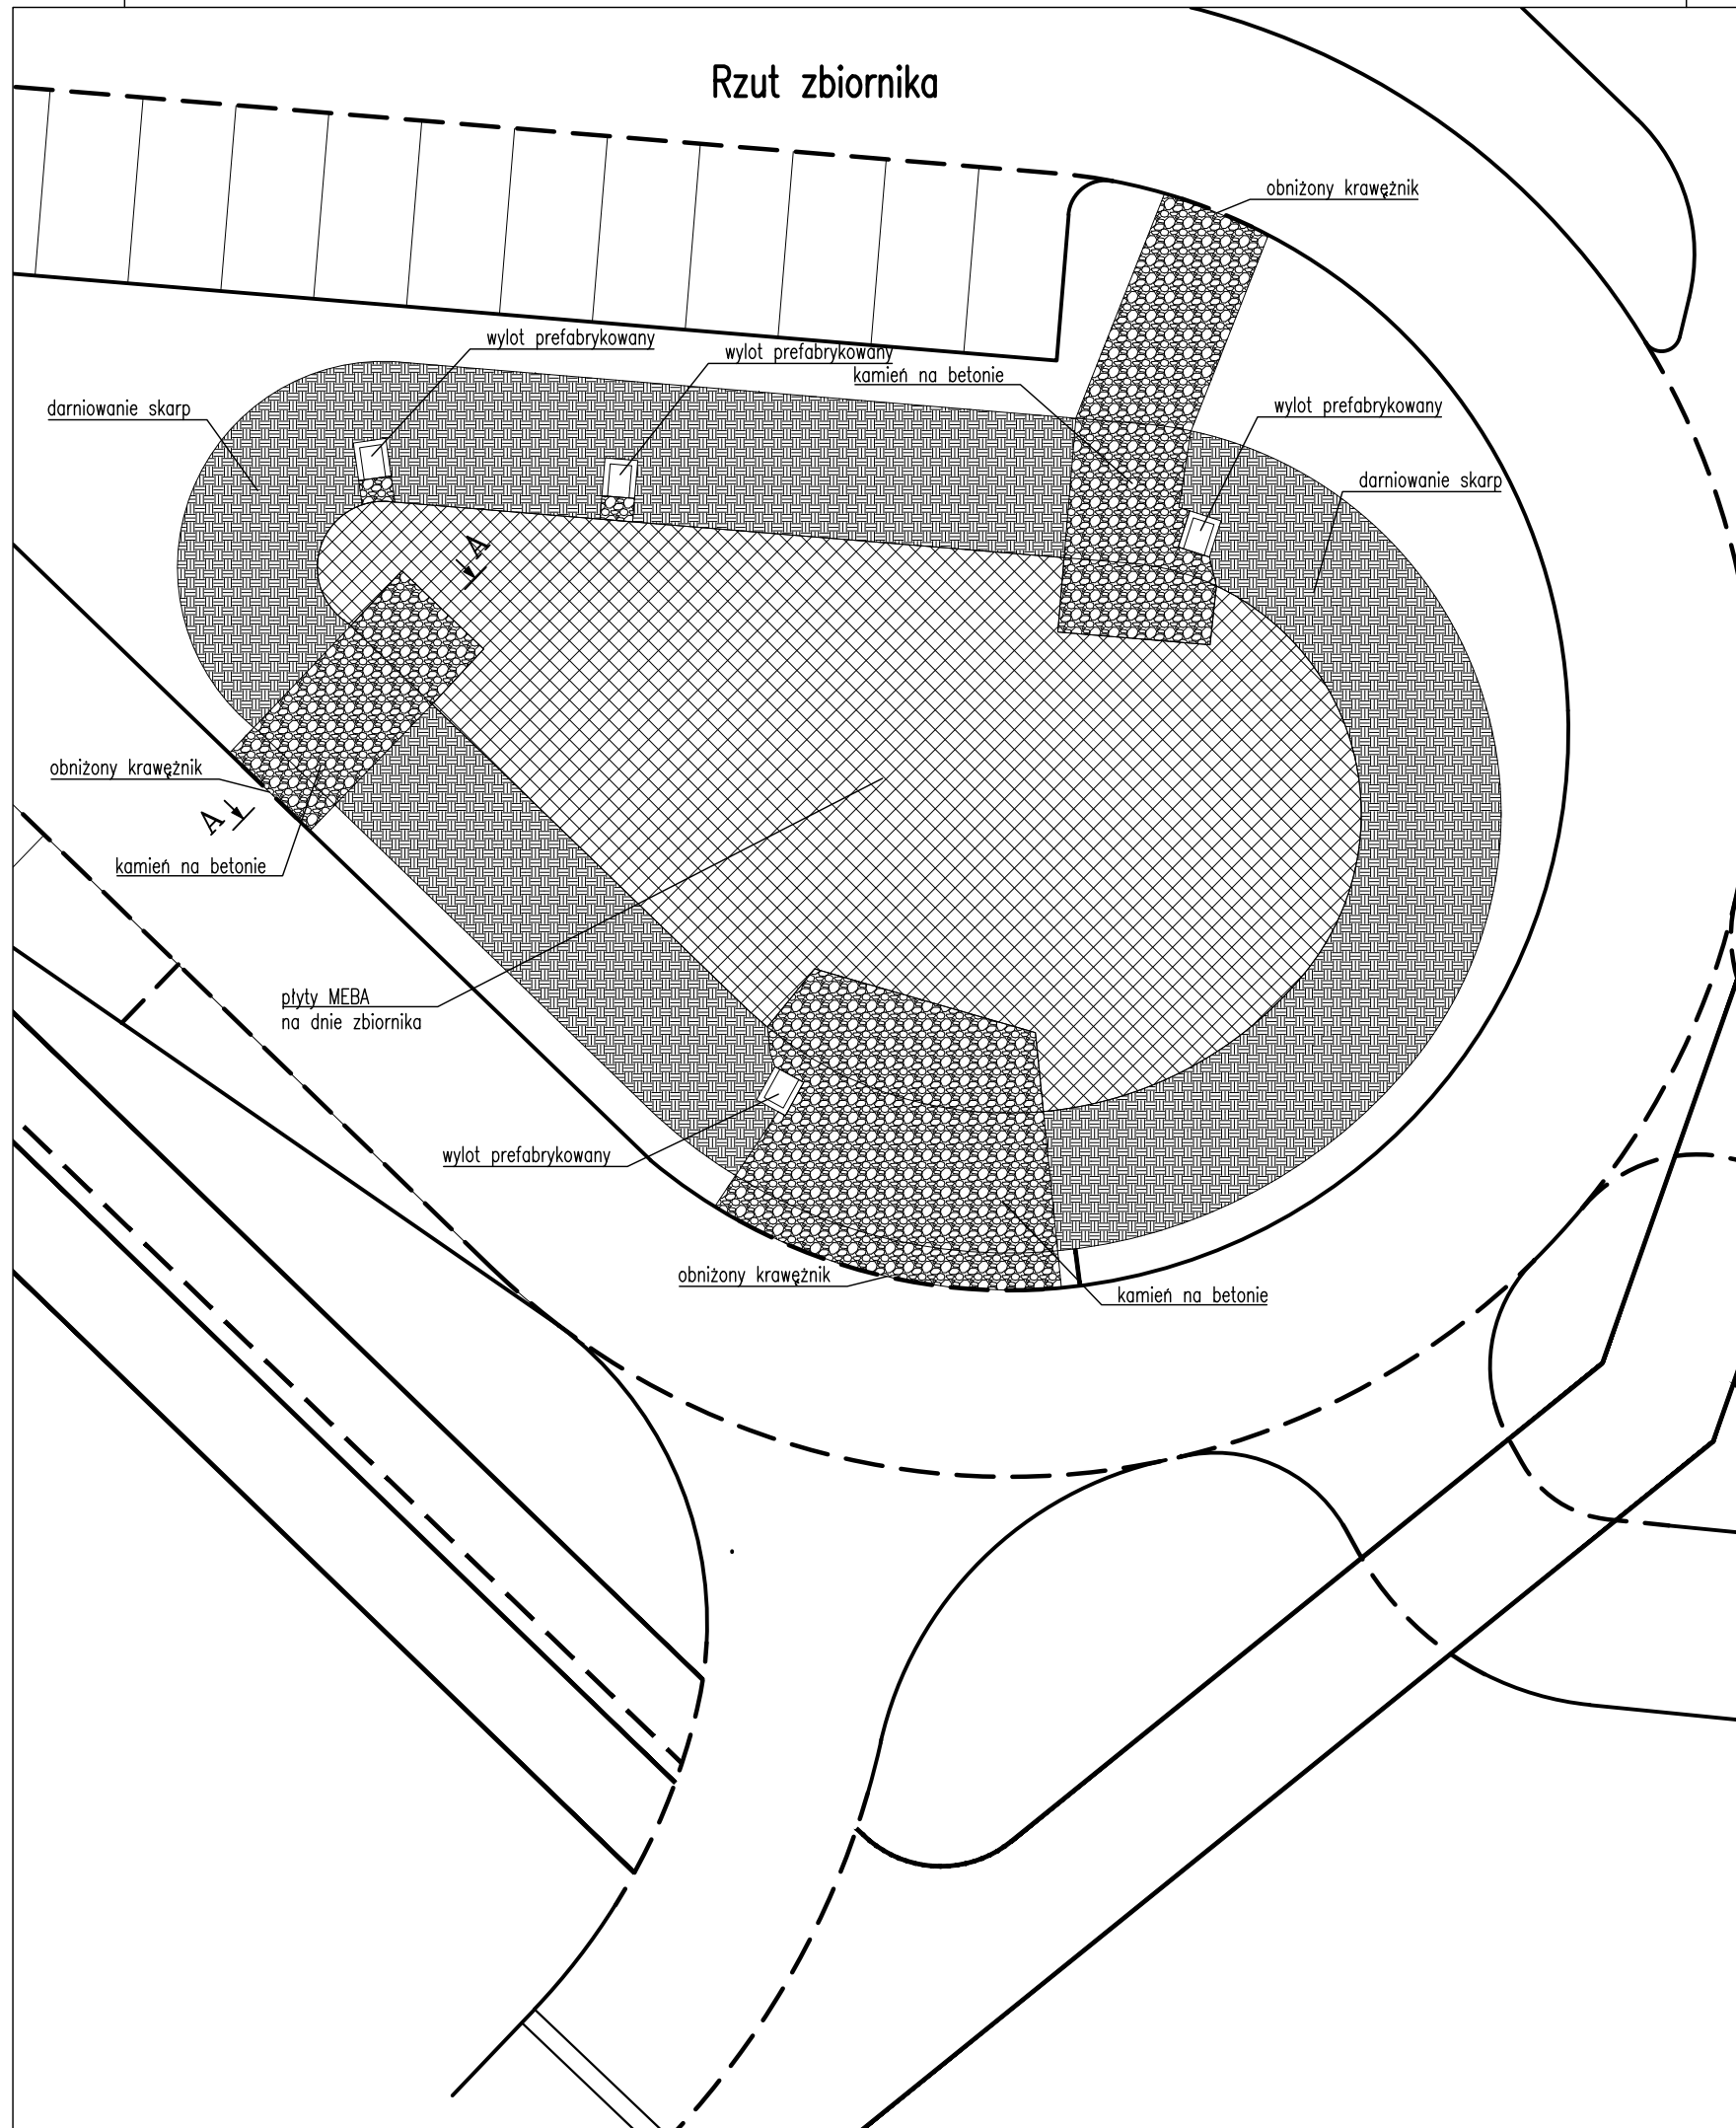 Rzut zbiornika
obniżony krawężnik
wylot prefabrykowany
wylot prefabrykowany
kamień na betonie
darniowanie skarp
wylot prefabrykowany
darniowanie skarp
A
obniżony krawężnik
A
kamień na betonie
płyty MEBA
na dnie zbiornika
wylot prefabrykowany
obniżony krawężnik
kamień na betonie